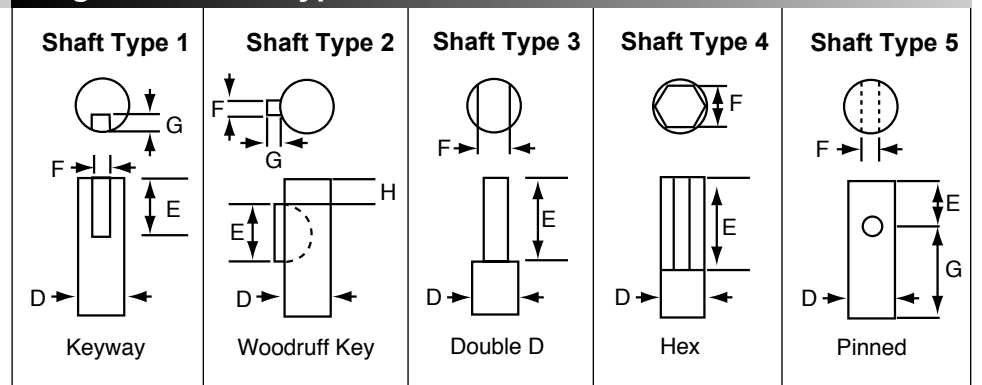 Shaft Type 1
F
G
E
D
Keyway
Shaft Type 2
F
G
H
E
D
Woodruff Key
Shaft Type 3
F
E
D
Double D
Shaft Type 4
F
E
D
Hex
Shaft Type 5
F
E
G
D
Pinned